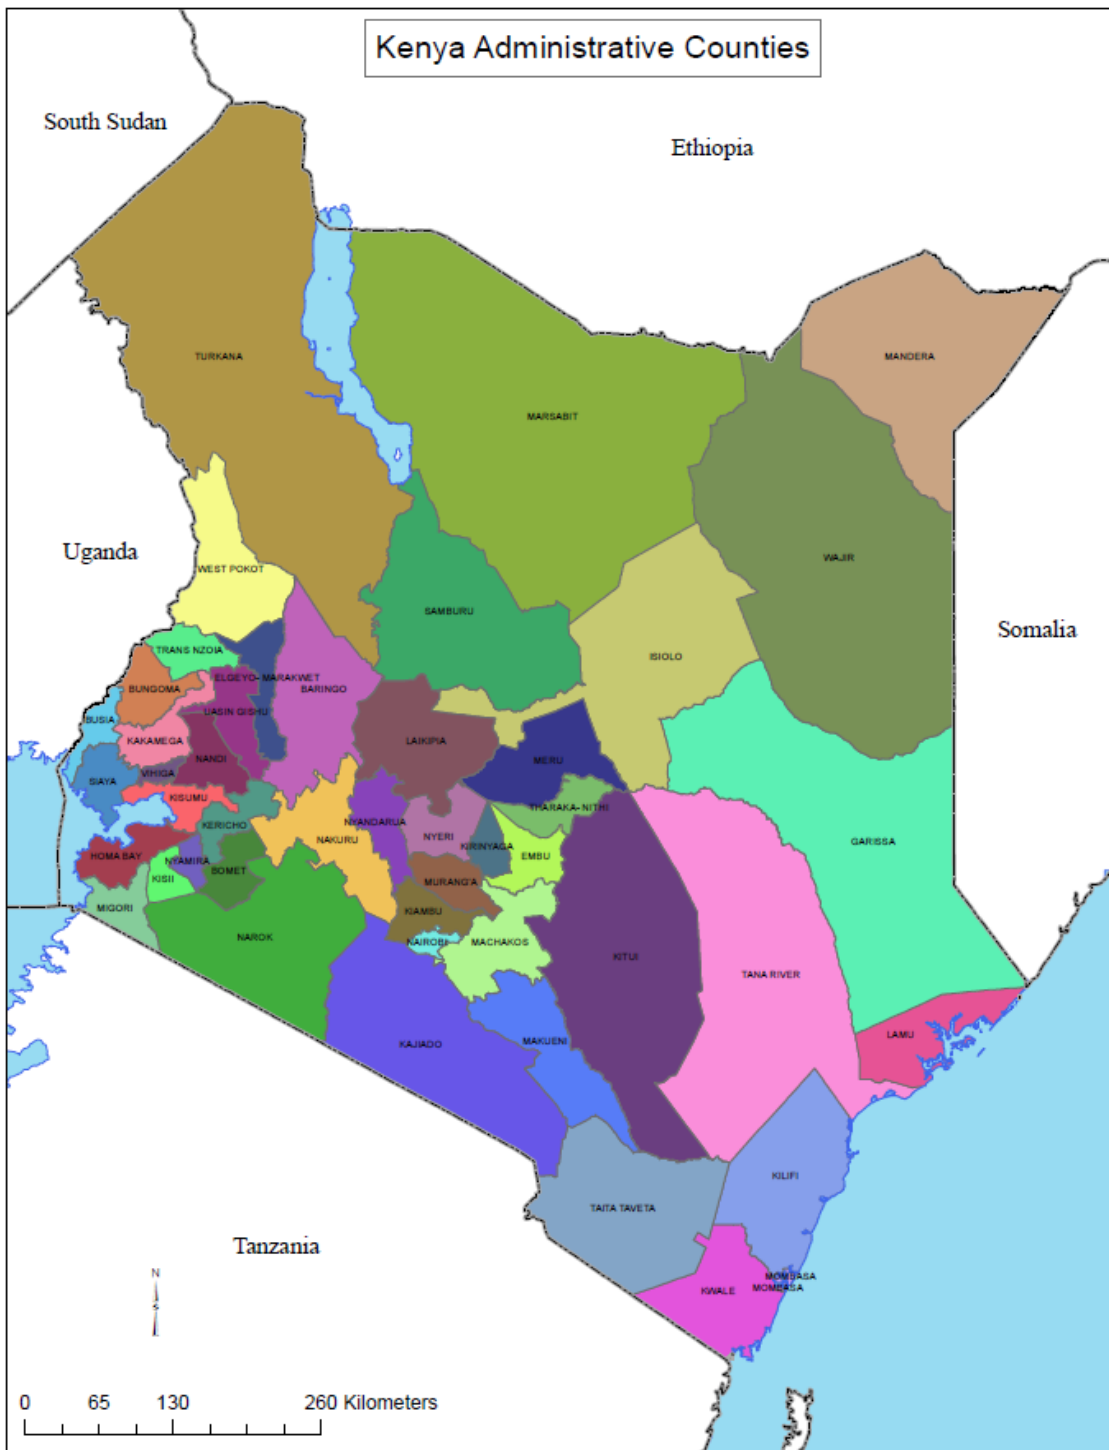 Kenya Administrative Counties
South Sudan
Ethiopia
TURKANA
MANDERA
MARSABIT
Uganda
WAJIR
WEST POKOT
SAMBURU
Somalia
TRANS NZOIA
ISIOLO
ELGEYO-MARAKWET
BUNGOMA
BARINGO
UASIN GISHU
BUSIA
KAKAMEGA
LAIKIPIA
NANDI
MERU
VIHIGA
SIAYA
KISUMU
THARAKA-NITHI
NYANDARUA
KERICHO
NYERI
NAKURU
GARISSA
KIRINYAGA
HOMA BAY
EMBU
NYAMIRA
BOMET
KISII
MURANG'A
MIGORI
KIAMBU
NAROK
NAIROBI
MACHAKOS
KITUI
TANA RIVER
LAMU
KAJIADO
MAKUENI
KILIFI
TAITA TAVETA
Tanzania
MOMBASA
MOMBASA
KWALE
N
S
0 65 130 260 Kilometers